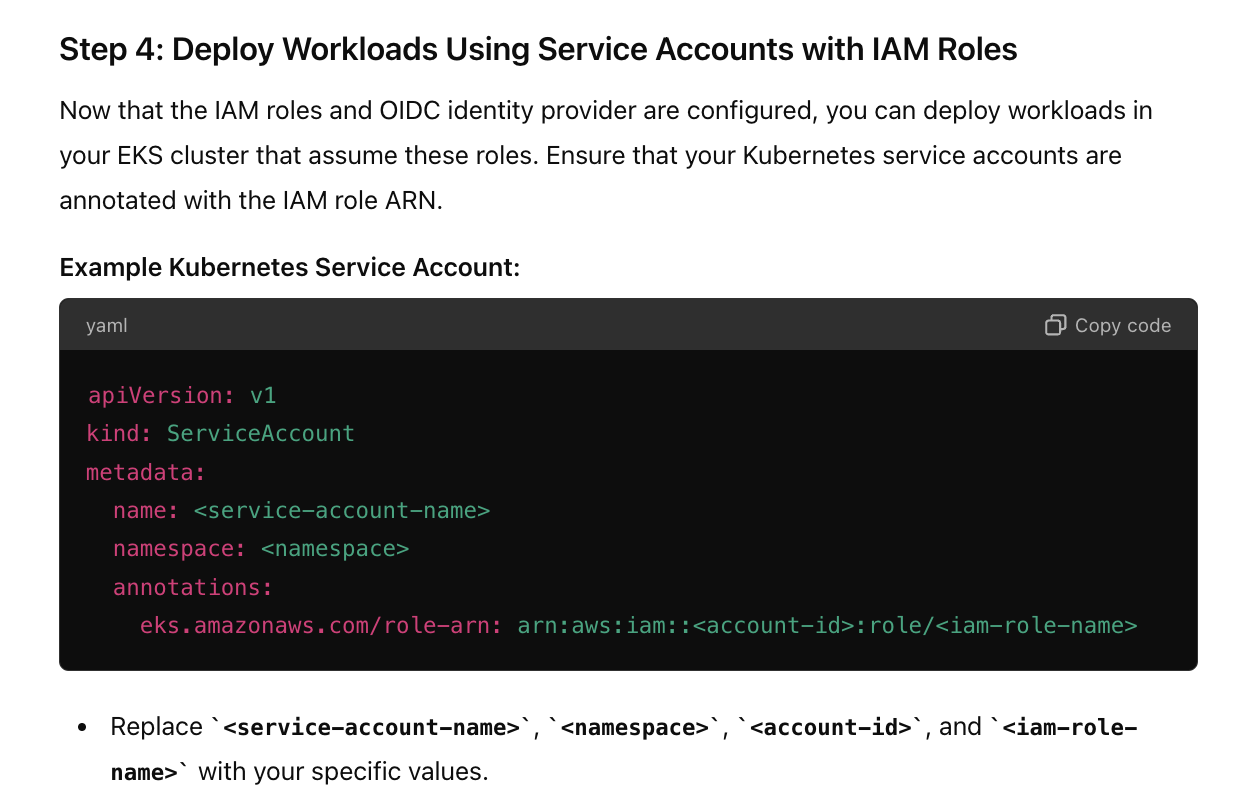 Step 4: Deploy Workloads Using Service Accounts with IAM Roles
Now that the IAM roles and OIDC identity provider are configured, you can deploy workloads in
your EKS cluster that assume these roles. Ensure that your Kubernetes service accounts are
annotated with the IAM role ARN.
Example Kubernetes Service Account:
yaml Copy code
apiVersion: v1
kind: ServiceAccount
metadata:
  name: <service-account-name>
  namespace: <namespace>
  annotations:
    eks.amazonaws.com/role-arn: arn:aws:iam::<account-id>:role/<iam-role-name>
• Replace `<service-account-name>`, `<namespace>`, `<account-id>`, and `<iam-role-
name>` with your specific values.